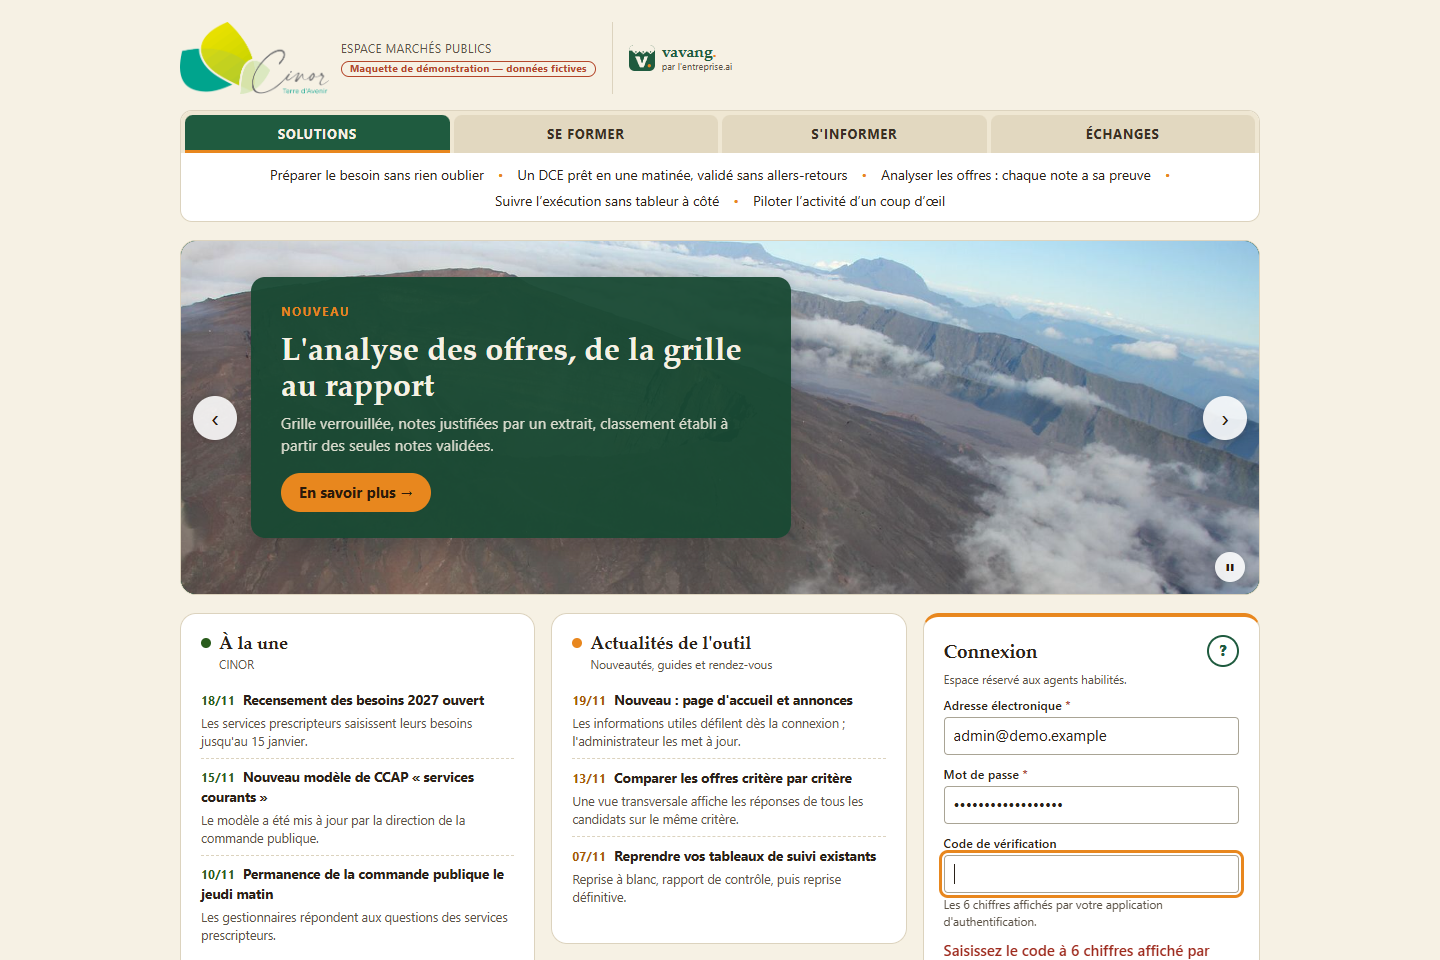 Cinor
Terre d'Avenir
ESPACE MARCHÉS PUBLICS
Maquette de démonstration — données fictives
vavang.
par l'entreprise.ai
SOLUTIONS
SE FORMER
S'INFORMER
ÉCHANGES
Préparer le besoin sans rien oublier • Un DCE prêt en une matinée, validé sans allers-retours • Analyser les offres : chaque note a sa preuve •
Suivre l’exécution sans tableur à côté • Piloter l’activité d’un coup d’œil
NOUVEAU
L'analyse des offres, de la grille
au rapport
Grille verrouillée, notes justifiées par un extrait, classement établi à
partir des seules notes validées.
En savoir plus →
À la une
CINOR
18/11 Recensement des besoins 2027 ouvert
Les services prescripteurs saisissent leurs besoins
jusqu'au 15 janvier.
15/11 Nouveau modèle de CCAP « services
courants »
Le modèle a été mis à jour par la direction de la
commande publique.
10/11 Permanence de la commande publique le
jeudi matin
Les gestionnaires répondent aux questions des services
prescripteurs.
Actualités de l'outil
Nouveautés, guides et rendez-vous
19/11 Nouveau : page d'accueil et annonces
Les informations utiles défilent dès la connexion ;
l'administrateur les met à jour.
13/11 Comparer les offres critère par critère
Une vue transversale affiche les réponses de tous les
candidats sur le même critère.
07/11 Reprendre vos tableaux de suivi existants
Reprise à blanc, rapport de contrôle, puis reprise
définitive.
Connexion
?
Espace réservé aux agents habilités.
Adresse électronique *
admin@demo.example
Mot de passe *
••••••••••••••••••
Code de vérification
Les 6 chiffres affichés par votre application
d'authentification.
Saisissez le code à 6 chiffres affiché par